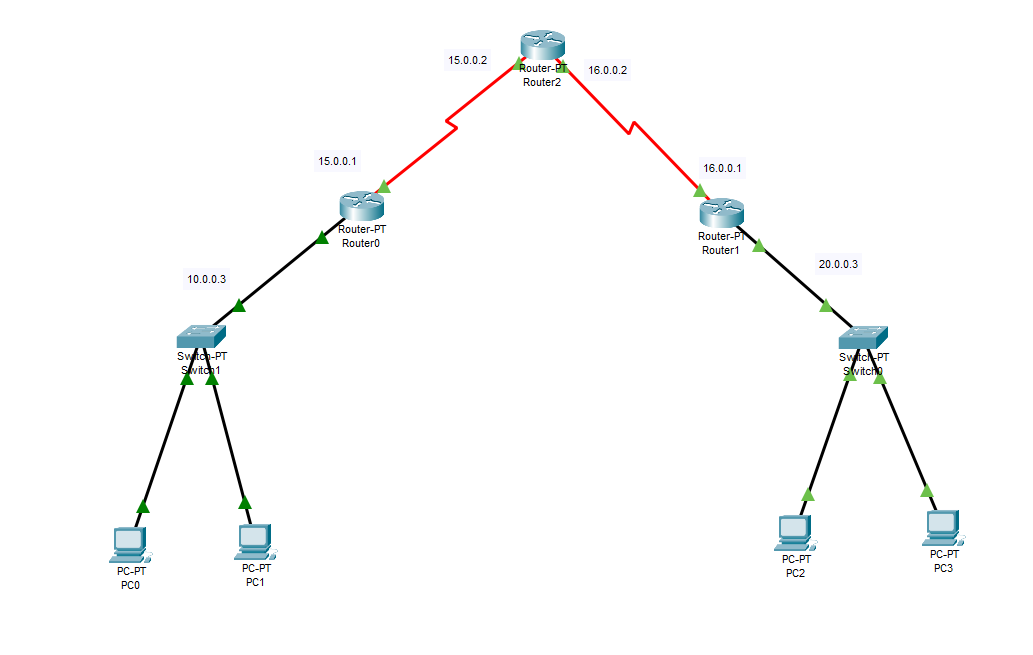 15.0.0.2
Router-PT
Router2
16.0.0.2
15.0.0.1
Router-PT
Router0
16.0.0.1
Router-PT
Router1
10.0.0.3
20.0.0.3
Switch-PT
Switch1
Switch-PT
Switch0
PC-PT
PC0
PC-PT
PC1
PC-PT
PC2
PC-PT
PC3